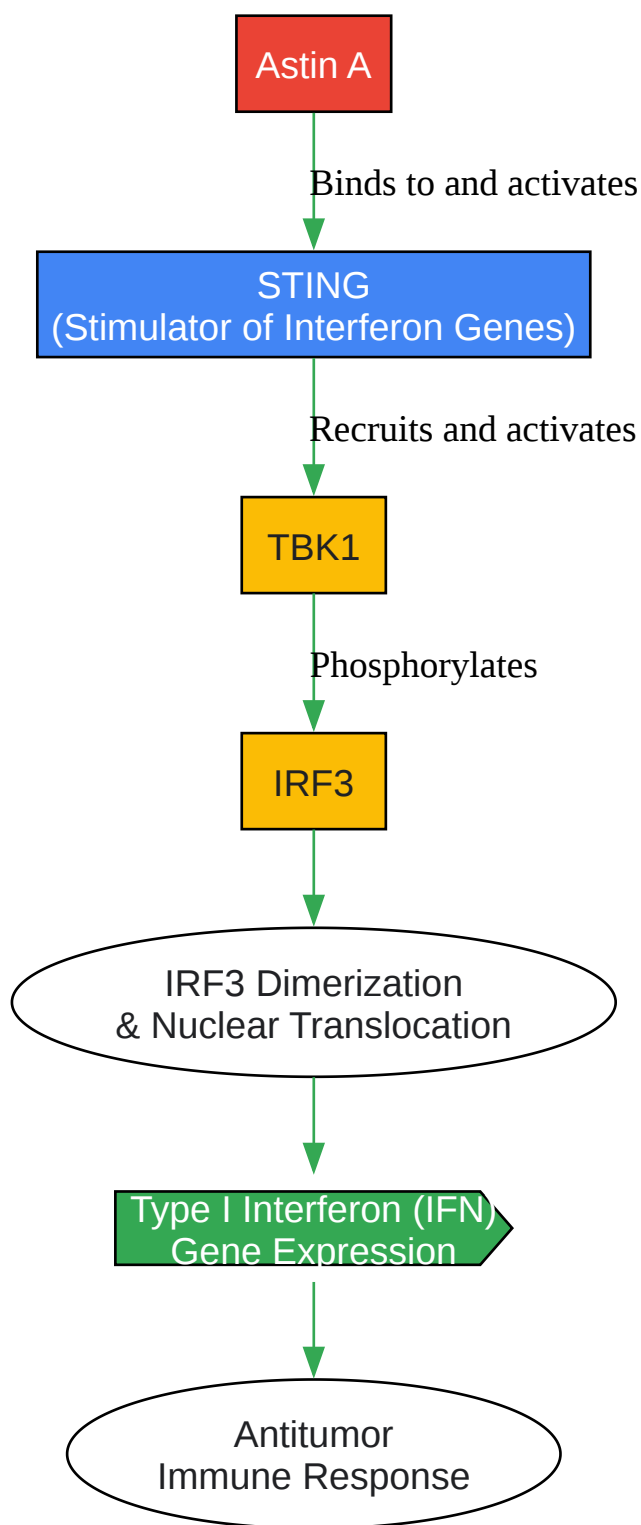 Astin A
Binds to and activates
STING
(Stimulator of Interferon Genes)
Recruits and activates
TBK1
Phosphorylates
IRF3
IRF3 Dimerization
& Nuclear Translocation
Type I Interferon (IFN)
Gene Expression
Antitumor
Immune Response